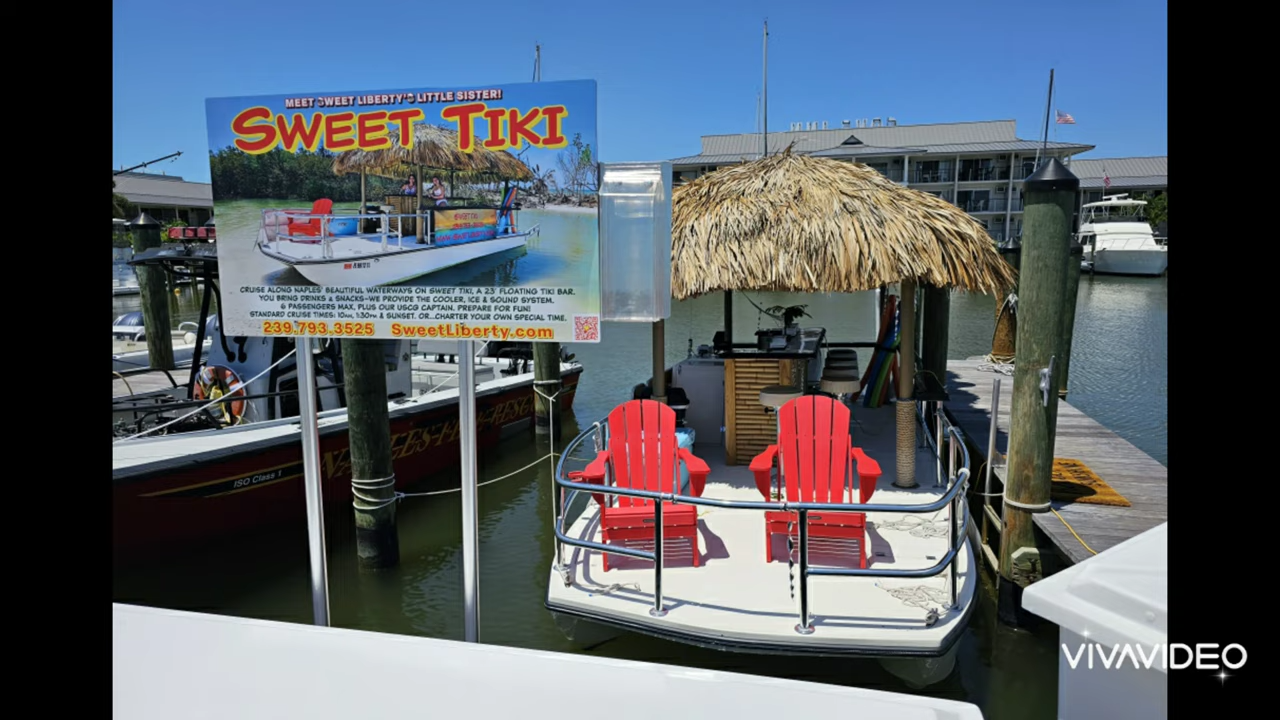 MEET SWEET LIBERTY'S LITTLE SISTER!
SWEET TIKI
CRUISE ALONG NAPLES' BEAUTIFUL WATERWAYS ON SWEET TIKI, A 23' FLOATING TIKI BAR.
YOU BRING DRINKS & SNACKS-WE PROVIDE THE COOLER, ICE & SOUND SYSTEM.
6 PASSENGERS MAX, PLUS OUR USCG CAPTAIN. PREPARE FOR FUN!
STANDARD CRUISE TIMES: 10AM, 1:30PM & SUNSET. OR...CHARTER YOUR OWN SPECIAL TIME.
239.793.3525 SweetLiberty.com
ISO Class 1
VIVAVIDEO